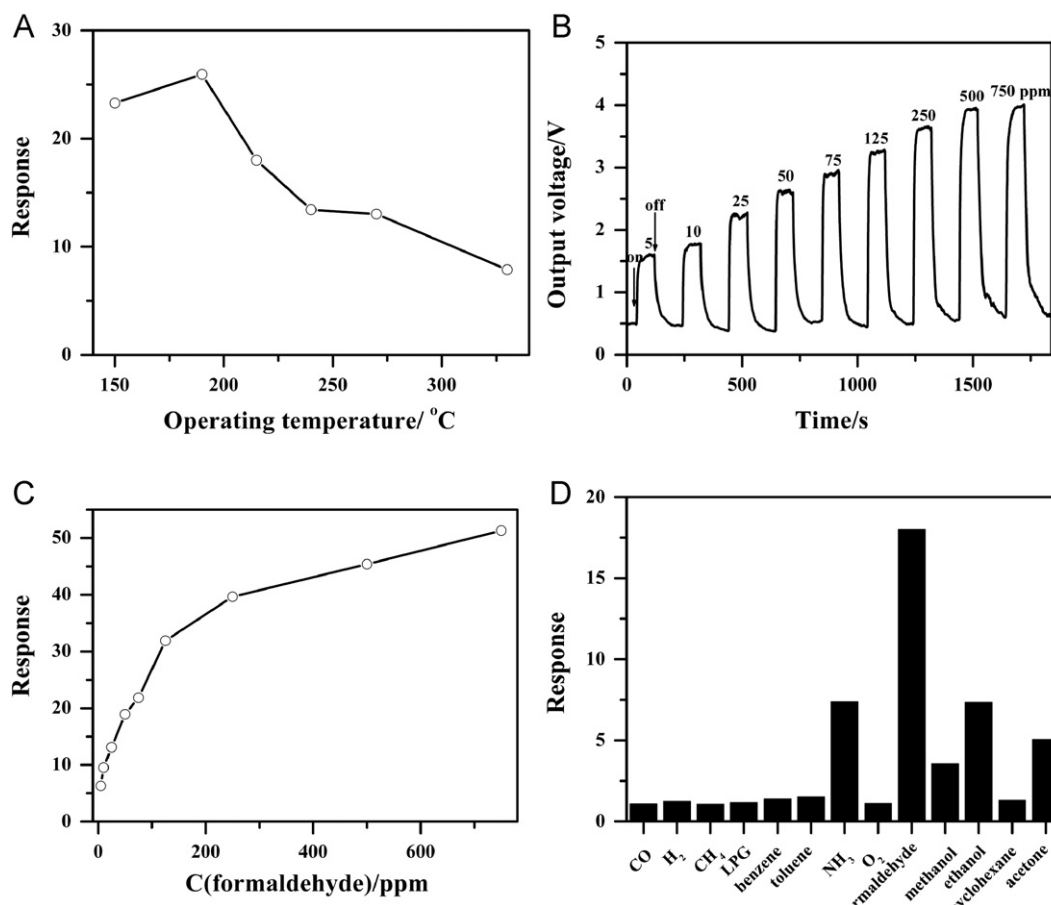 A
30
20
10
0
Response
150
200
250
300
Operating temperature/ °C
B
5
4
3
2
1
0
Output voltage/V
on
off
5
10
25
50
75
125
250
500
750 ppm
0
500
1000
1500
Time/s
C
50
40
30
20
10
0
Response
0
200
400
600
C(formaldehyde)/ppm
D
20
15
10
5
0
Response
CO
H₂
CH₄
LPG
benzene
toluene
NH₃
O₂
rmaldehyde
methanol
ethanol
yclohexane
acetone